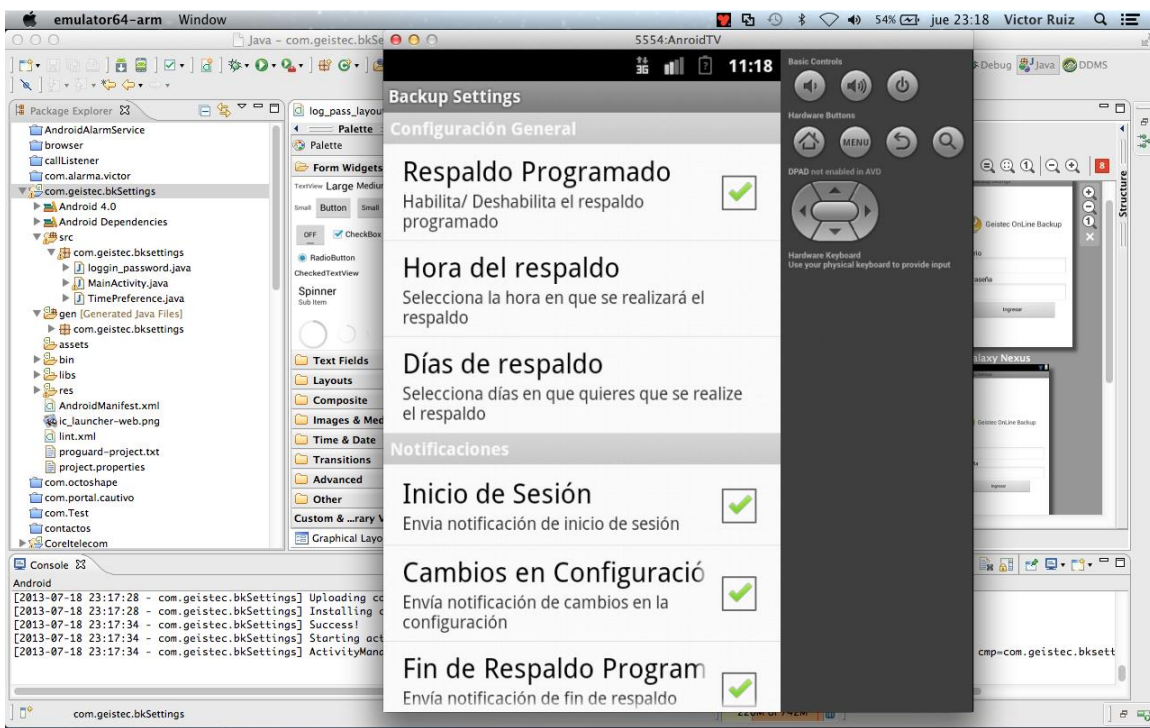 emulator64-arm Window
54% jue 23:18 Victor Ruiz
Java – com.geistec.bkSe
5554:AnroidTV
Debug Java DDMS
Package Explorer
AndroidAlarmService
browser
callListener
com.alarma.victor
com.geistec.bkSettings
Android 4.0
Android Dependencies
src
com.geistec.bksettings
loggin_password.java
MainActivity.java
TimePreference.java
gen [Generated Java Files]
com.geistec.bksettings
assets
bin
libs
res
AndroidManifest.xml
ic_launcher-web.png
lint.xml
proguard-project.txt
project.properties
com.octoshape
com.portal.cautivo
com.Test
contactos
CoreItelecom
log_pass_layou
Palette
Palette
Form Widgets
TextView Large Medium
Small Button Small
OFF CheckBox
RadioButton
CheckedTextView
Spinner
Sub Item
Text Fields
Layouts
Composite
Images & Med
Time & Date
Transitions
Advanced
Other
Custom & ...rary V
Graphical Layo
3G 11:18
Backup Settings
Configuración General
Respaldo Programado
Habilita/ Deshabilita el respaldo
programado
Hora del respaldo
Selecciona la hora en que se realizará el
respaldo
Días de respaldo
Selecciona días en que quieres que se realize
el respaldo
Notificaciones
Inicio de Sesión
Envia notificación de inicio de sesión
Cambios en Configuració
Envía notificación de cambios en la
configuración
Fin de Respaldo Program
Envía notificación de fin de respaldo
Basic Controls
Hardware Buttons
MENU
DPAD not enabled in AVD
Hardware Keyboard
Use your physical keyboard to provide input
8
Structure
Geistec OnLine Backup
Ingresar
alaxy Nexus
Geistec OnLine Backup
Ingresar
Console
Android
[2013-07-18 23:17:28 - com.geistec.bkSettings] Uploading co
[2013-07-18 23:17:28 - com.geistec.bkSettings] Installing c
[2013-07-18 23:17:34 - com.geistec.bkSettings] Success!
[2013-07-18 23:17:34 - com.geistec.bkSettings] Starting act
[2013-07-18 23:17:34 - com.geistec.bkSettings] ActivityMana
cmp=com.geistec.bksett
com.geistec.bkSettings